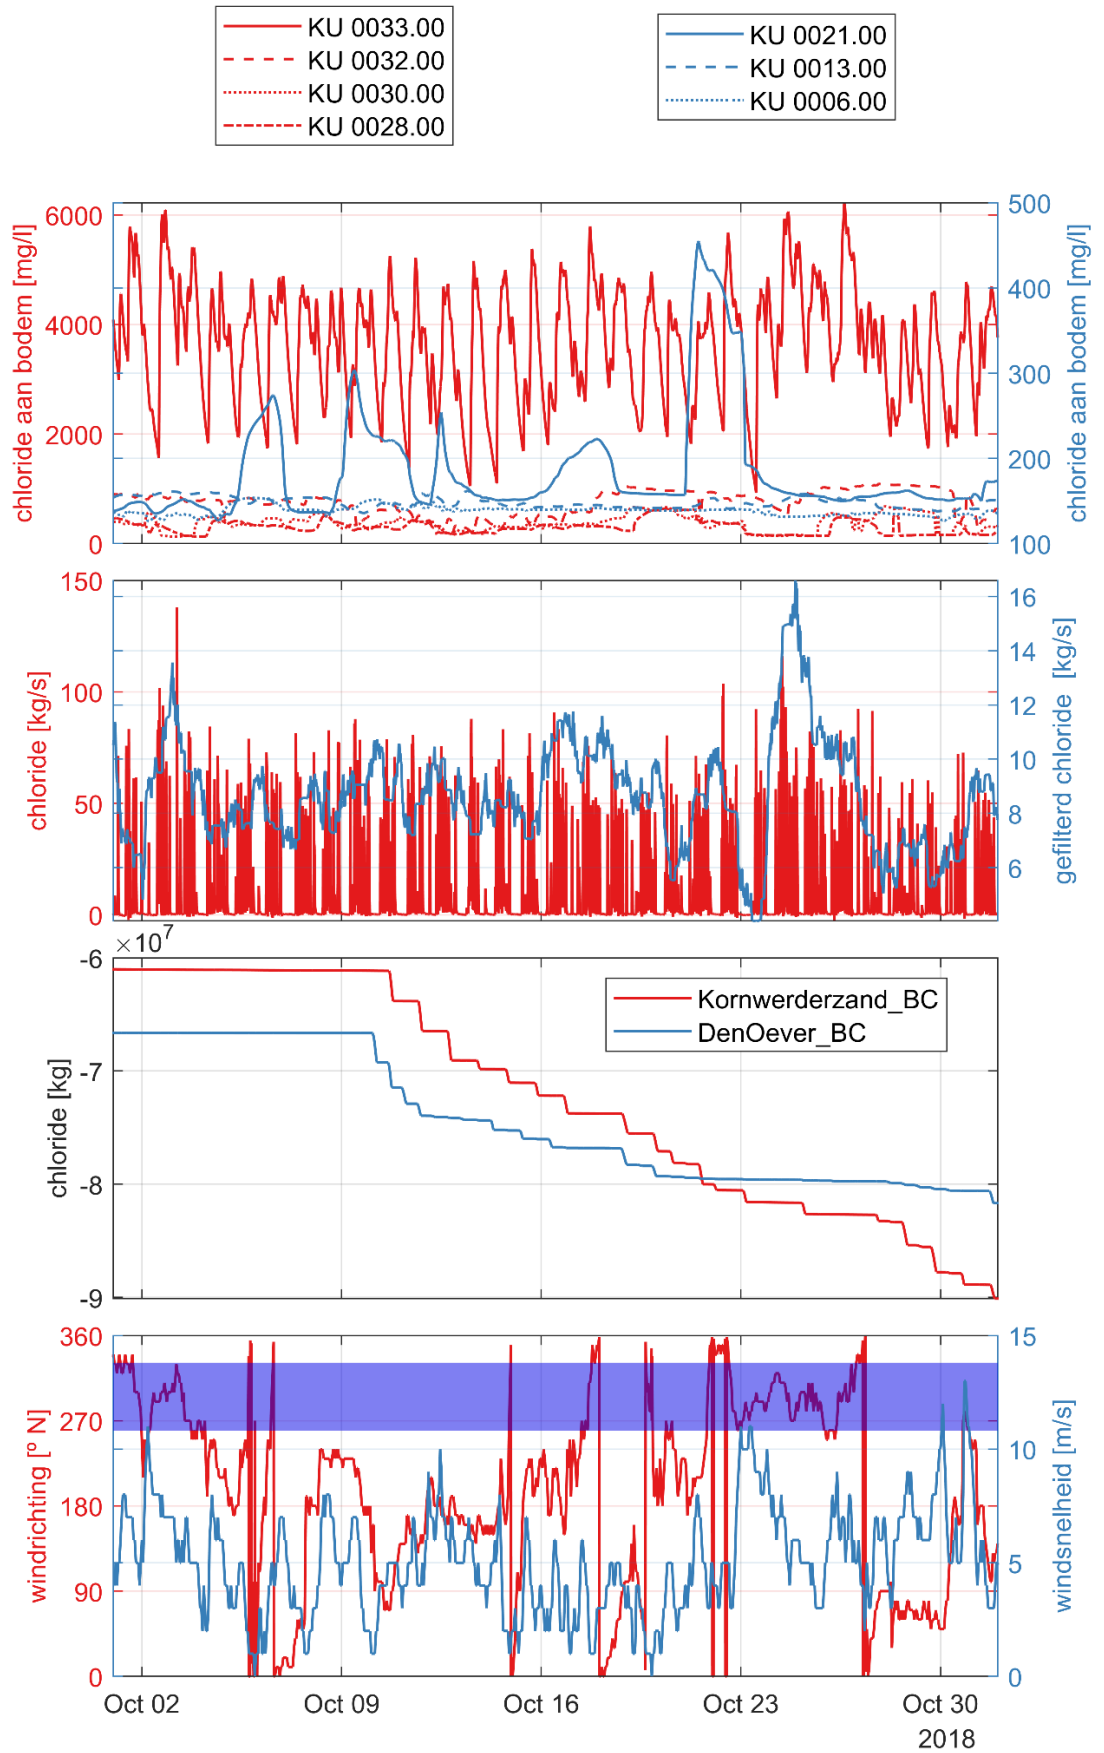 KU 0033.00
KU 0032.00
KU 0030.00
KU 0028.00
KU 0021.00
KU 0013.00
KU 0006.00
chloride aan bodem [mg/l]
6000
4000
2000
0
500
400
300
200
100
chloride aan bodem [mg/l]
chloride [kg/s]
150
100
50
0
16
14
12
10
8
6
gefilterd chloride [kg/s]
×10^7
chloride [kg]
-6
-7
-8
-9
Kornwerderzand_BC
DenOever_BC
windrichting [º N]
360
270
180
90
0
15
10
5
0
windsnelheid [m/s]
Oct 02
Oct 09
Oct 16
Oct 23
Oct 30
2018